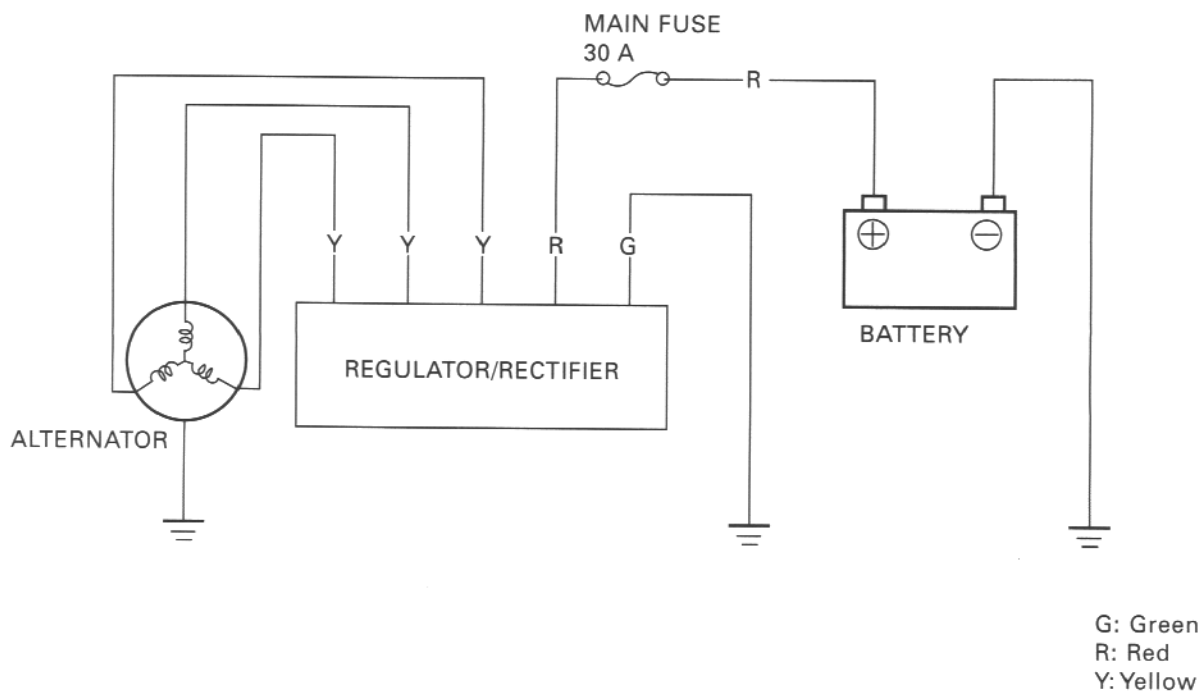 MAIN FUSE
30 A
R
Y Y Y R G
+ −
BATTERY
REGULATOR/RECTIFIER
ALTERNATOR
G: Green
R: Red
Y: Yellow